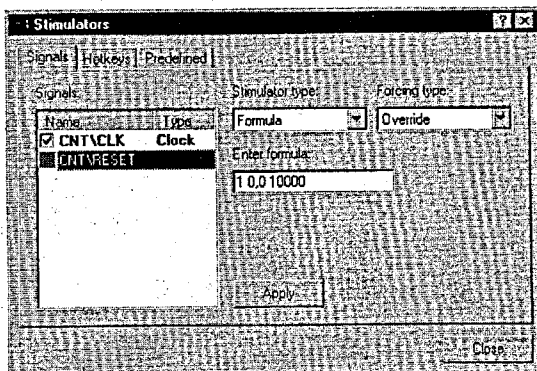 Stimulators
Signals Hotkeys Predefined
Signals:
Name Type
CNT\CLK Clock
CNT\RESET
Stimulator type:
Formula
Forcing type:
Override
Enter formula:
1 0,0 10000
Apply
Close